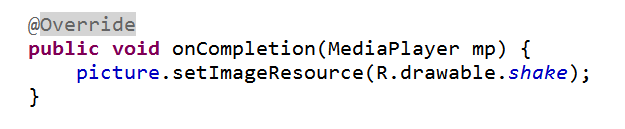 @Override
public void onCompletion(MediaPlayer mp) {
    picture.setImageResource(R.drawable.shake);
}